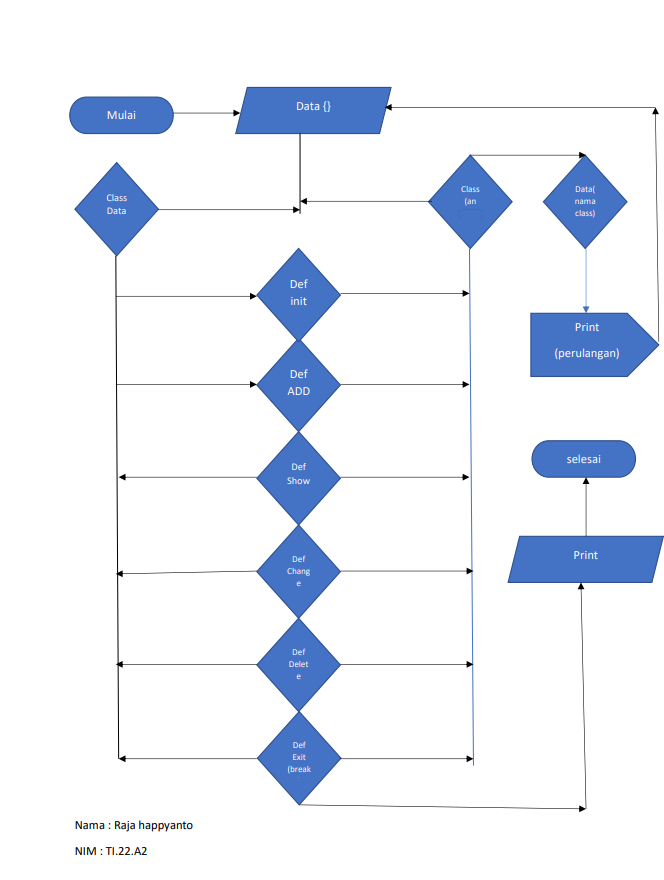 Mulai
Data {}
Class
Data
Class
(an
Data(
nama
class)
Def
init
Print
(perulangan)
Def
ADD
Def
Show
selesai
Def
Chang
e
Print
Def
Delet
e
Def
Exit
(break
Nama : Raja happyanto
NIM : TI.22.A2